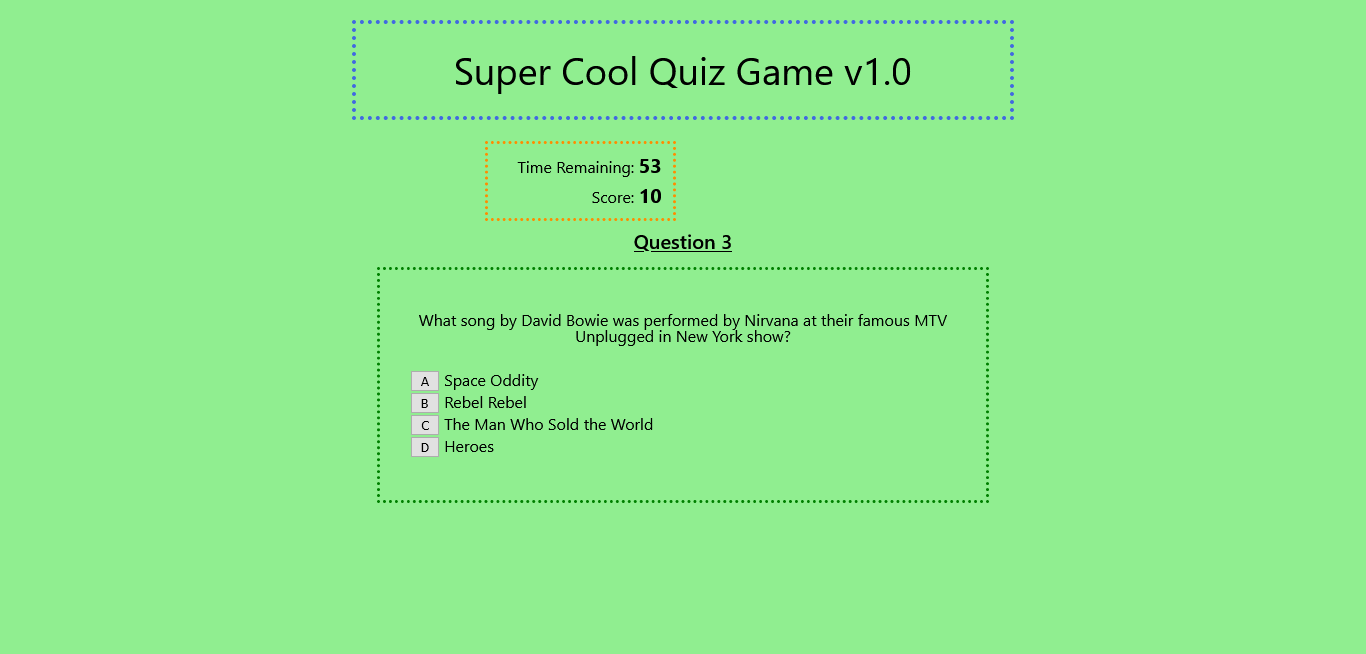 Super Cool Quiz Game v1.0
Time Remaining: 53
Score: 10
Question 3
What song by David Bowie was performed by Nirvana at their famous MTV
Unplugged in New York show?
A Space Oddity
B Rebel Rebel
C The Man Who Sold the World
D Heroes